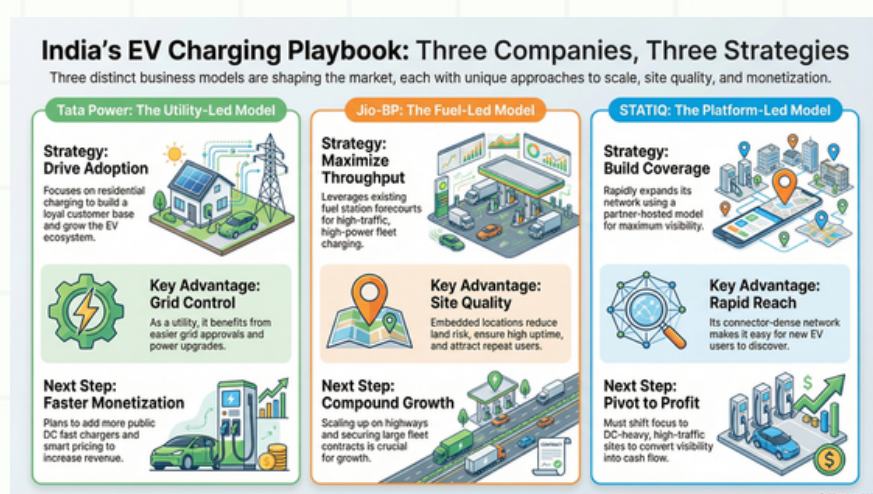 India's EV Charging Playbook: Three Companies, Three Strategies
Three distinct business models are shaping the market, each with unique approaches to scale, site quality, and monetization.
Tata Power: The Utility-Led Model
Strategy:
Drive Adoption
Focuses on residential
charging to build a
loyal customer base
and grow the EV
ecosystem.
Key Advantage:
Grid Control
As a utility, it benefits from
easier grid approvals and
power upgrades.
Next Step:
Faster Monetization
Plans to add more public
DC fast chargers and
smart pricing to
increase revenue.
Jio-BP: The Fuel-Led Model
Strategy:
Maximize
Throughput
Leverages existing
fuel station forecourts
for high-traffic,
high-power fleet
charging.
Key Advantage:
Site Quality
Embedded locations reduce
land risk, ensure high uptime,
and attract repeat users.
Next Step:
Compound Growth
Scaling up on highways
and securing large fleet
contracts is crucial
for growth.
CONTRACT
STATIQ: The Platform-Led Model
Strategy:
Build Coverage
Rapidly expands its
network using a
partner-hosted model
for maximum visibility.
Key Advantage:
Rapid Reach
Its connector-dense network
makes it easy for new EV
users to discover.
Next Step:
Pivot to Profit
Must shift focus to
DC-heavy, high-traffic
sites to convert visibility
into cash flow.
$
$